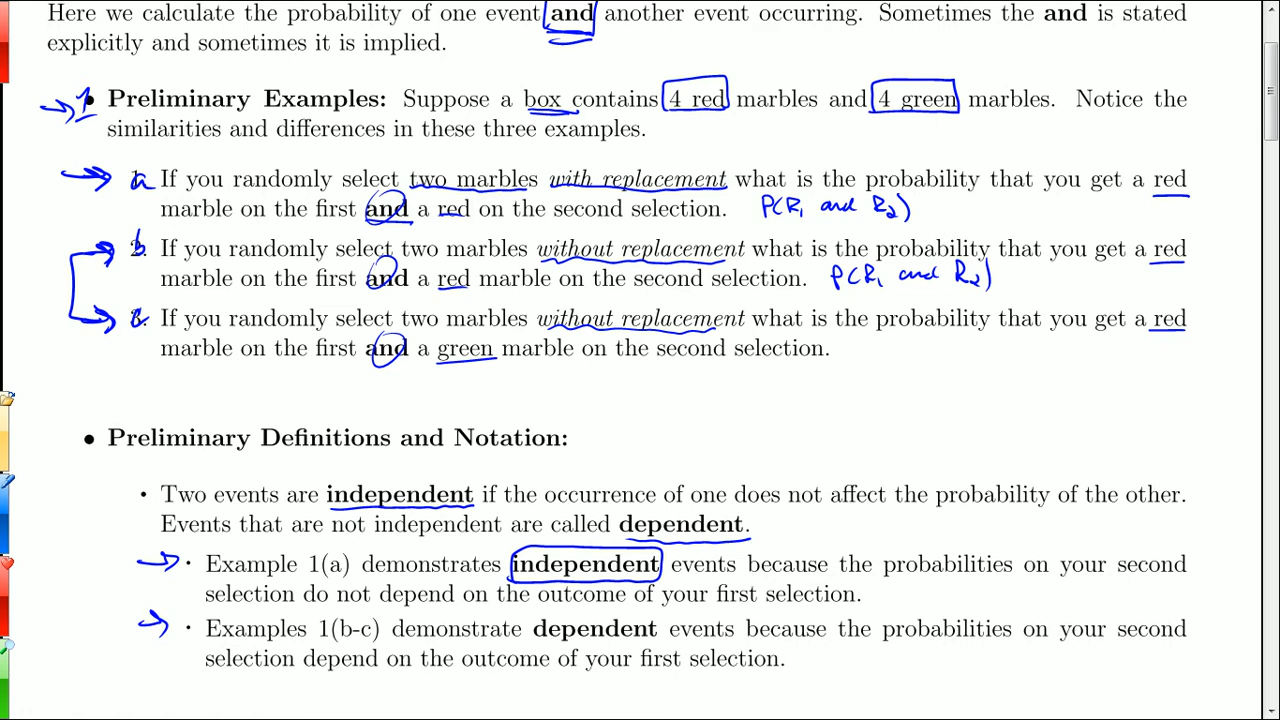 Here we calculate the probability of one event and another event occurring. Sometimes the and is stated
explicitly and sometimes it is implied.
→ 1 • Preliminary Examples: Suppose a box contains 4 red marbles and 4 green marbles. Notice the
similarities and differences in these three examples.
→ a. If you randomly select two marbles with replacement what is the probability that you get a red
marble on the first and a red on the second selection. P(R₁ and R₂)
→ b. If you randomly select two marbles without replacement what is the probability that you get a red
marble on the first and a red marble on the second selection. P(R₁ and R₂)
→ c. If you randomly select two marbles without replacement what is the probability that you get a red
marble on the first and a green marble on the second selection.
• Preliminary Definitions and Notation:
· Two events are independent if the occurrence of one does not affect the probability of the other.
Events that are not independent are called dependent.
→ · Example 1(a) demonstrates independent events because the probabilities on your second
selection do not depend on the outcome of your first selection.
→ · Examples 1(b-c) demonstrate dependent events because the probabilities on your second
selection depend on the outcome of your first selection.